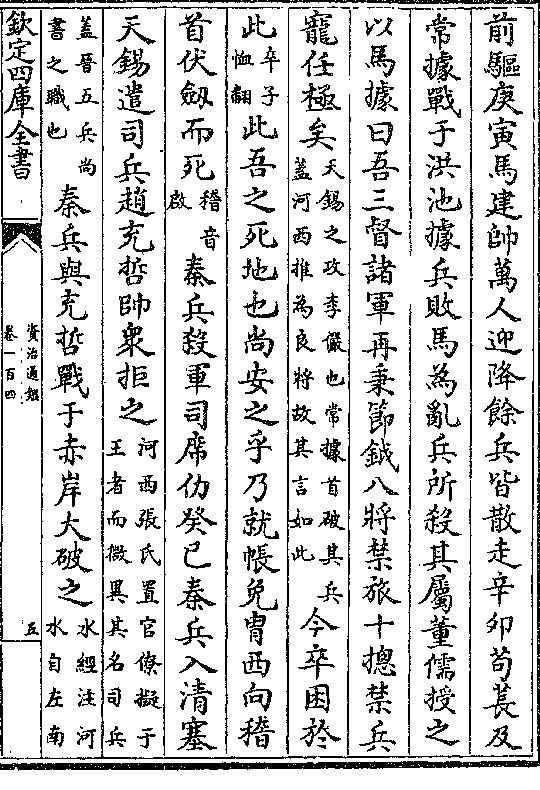 前驅庚寅馬建帥萬人迎降餘兵皆散走辛卯苟萇及
常據戰于洪池據兵敗馬為亂兵所殺其屬董儒授之
以馬據曰吾三督諸軍再秉節鉞八將禁旅十摠禁兵
寵任極矣天錫之攻李儼也常據首破其兵蓋河西推為良將故其言如此今卒困於
此卒子恤翻此吾之死地也尚安之乎乃就帳免胄西向稽
首伏劔而死稽音啟秦兵殺軍司席仂癸巳秦兵入清塞
天錫遣司兵趙充哲帥衆拒之河西張氏置官僚擬于王者而微異其名司兵
蓋晉五兵尚書之職也秦兵與充哲戰于赤岸大破之水經注河水自左南
欽定四庫全書
資治通鑑
卷一百四
五